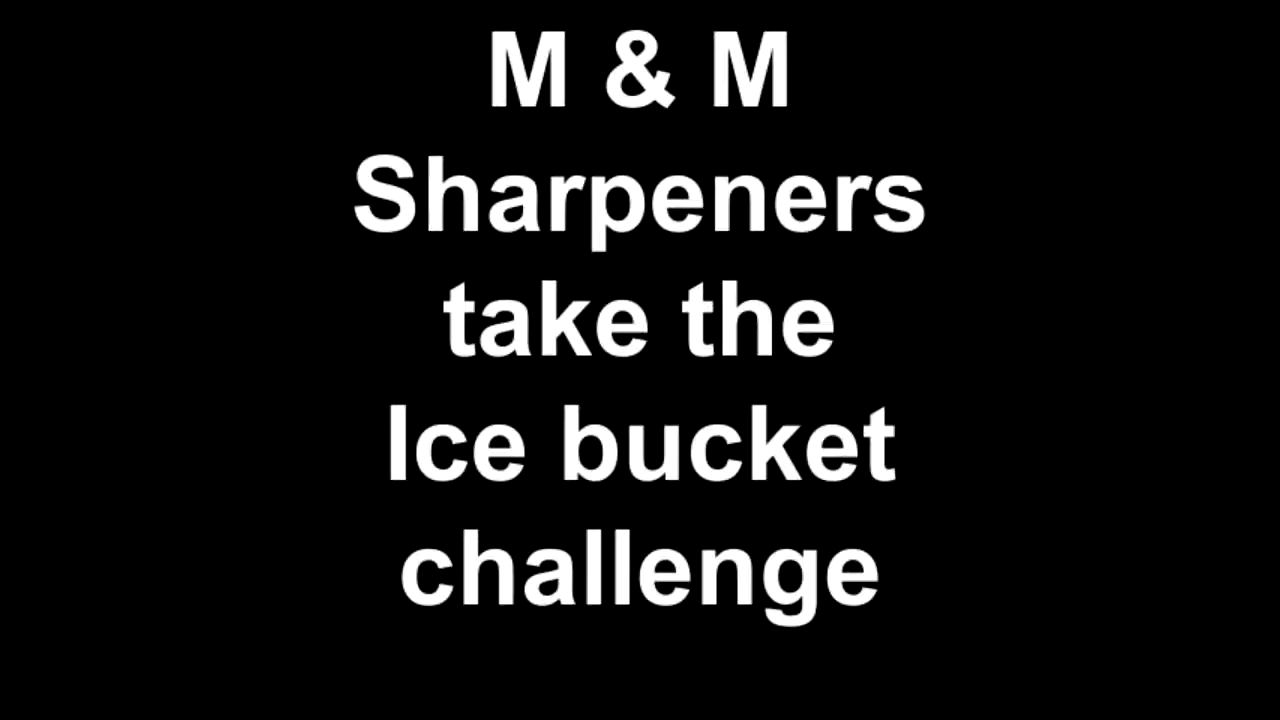 M & M
Sharpeners
take the
Ice bucket
challenge